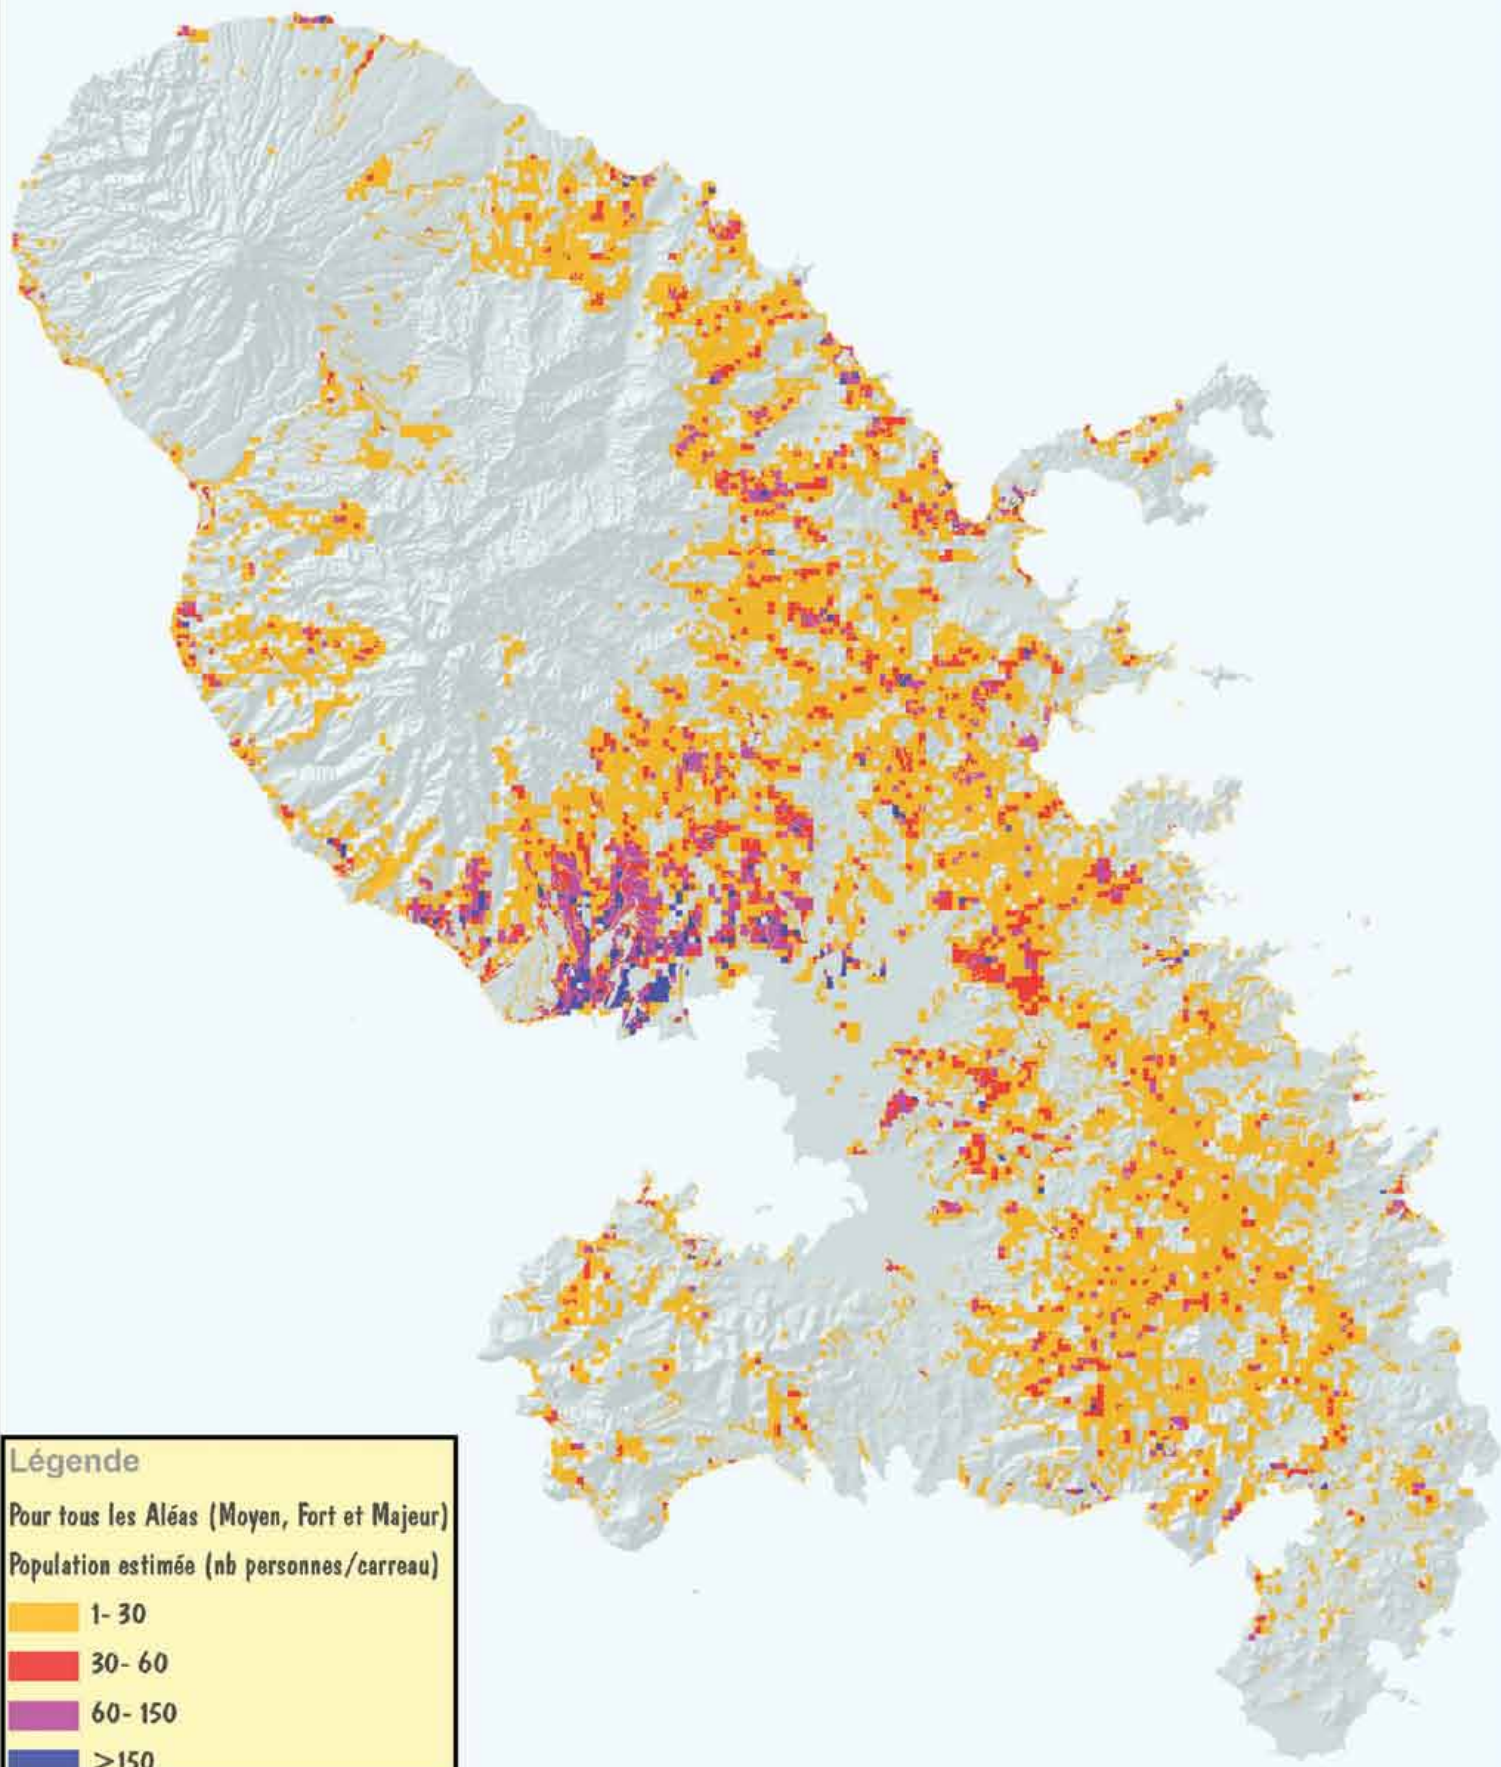 Légende
Pour tous les Aléas (Moyen, Fort et Majeur)
Population estimée (nb personnes/carreau)
1- 30
30- 60
60- 150
>150